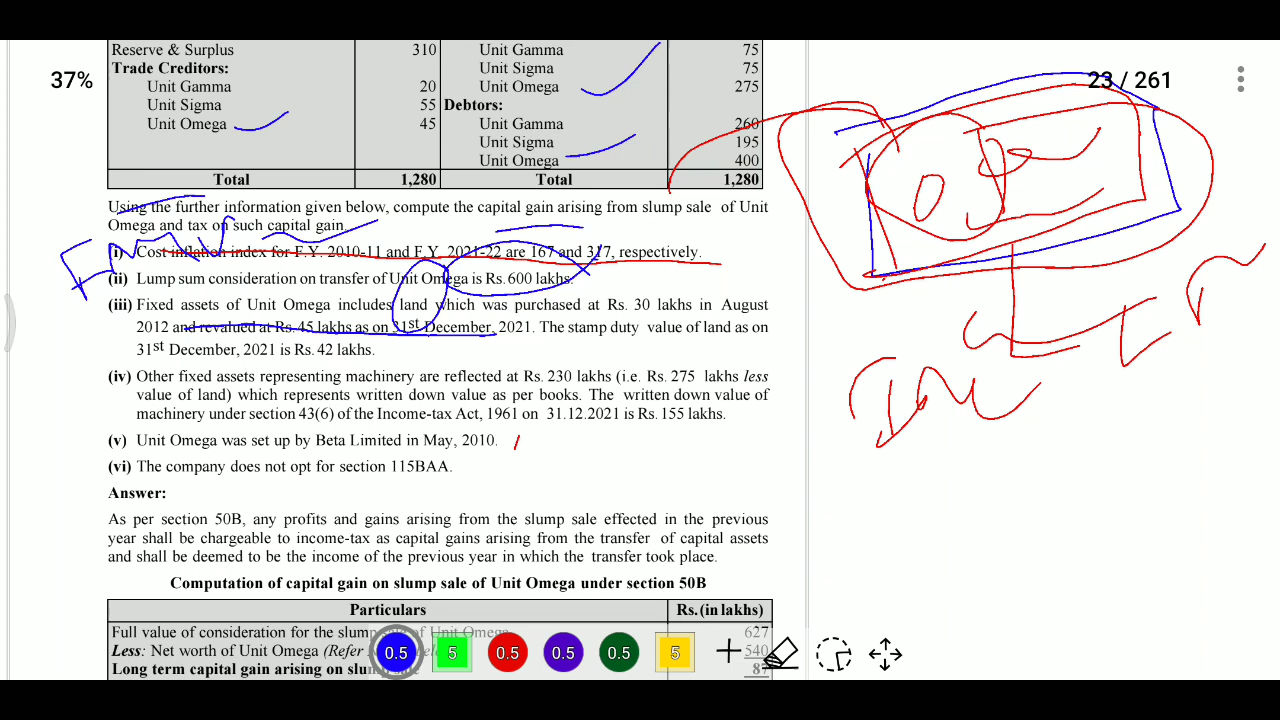 37%
23 / 261
Reserve & Surplus 310 Unit Gamma 75
Trade Creditors: Unit Sigma 75
Unit Gamma 20 Unit Omega 275
Unit Sigma 55 Debtors:
Unit Omega 45 Unit Gamma 260
Unit Sigma 195
Unit Omega 400
Total 1,280 Total 1,280
Using the further information given below, compute the capital gain arising from slump sale of Unit
Omega and tax on such capital gain.
(i) Cost inflation index for F.Y. 2010-11 and F.Y. 2021-22 are 167 and 317, respectively.
(ii) Lump sum consideration on transfer of Unit Omega is Rs. 600 lakhs.
(iii) Fixed assets of Unit Omega includes land which was purchased at Rs. 30 lakhs in August
2012 and revalued at Rs. 45 lakhs as on 31st December, 2021. The stamp duty value of land as on
31st December, 2021 is Rs. 42 lakhs.
(iv) Other fixed assets representing machinery are reflected at Rs. 230 lakhs (i.e. Rs. 275 lakhs less
value of land) which represents written down value as per books. The written down value of
machinery under section 43(6) of the Income-tax Act, 1961 on 31.12.2021 is Rs. 155 lakhs.
(v) Unit Omega was set up by Beta Limited in May, 2010.
(vi) The company does not opt for section 115BAA.
Answer:
As per section 50B, any profits and gains arising from the slump sale effected in the previous
year shall be chargeable to income-tax as capital gains arising from the transfer of capital assets
and shall be deemed to be the income of the previous year in which the transfer took place.
Computation of capital gain on slump sale of Unit Omega under section 50B
Particulars Rs. (in lakhs)
Full value of consideration for the slump of Unit Omega 627
Less: Net worth of Unit Omega (Refer 540
Long term capital gain arising on 87
0.5 5 0.5 0.5 0.5 5